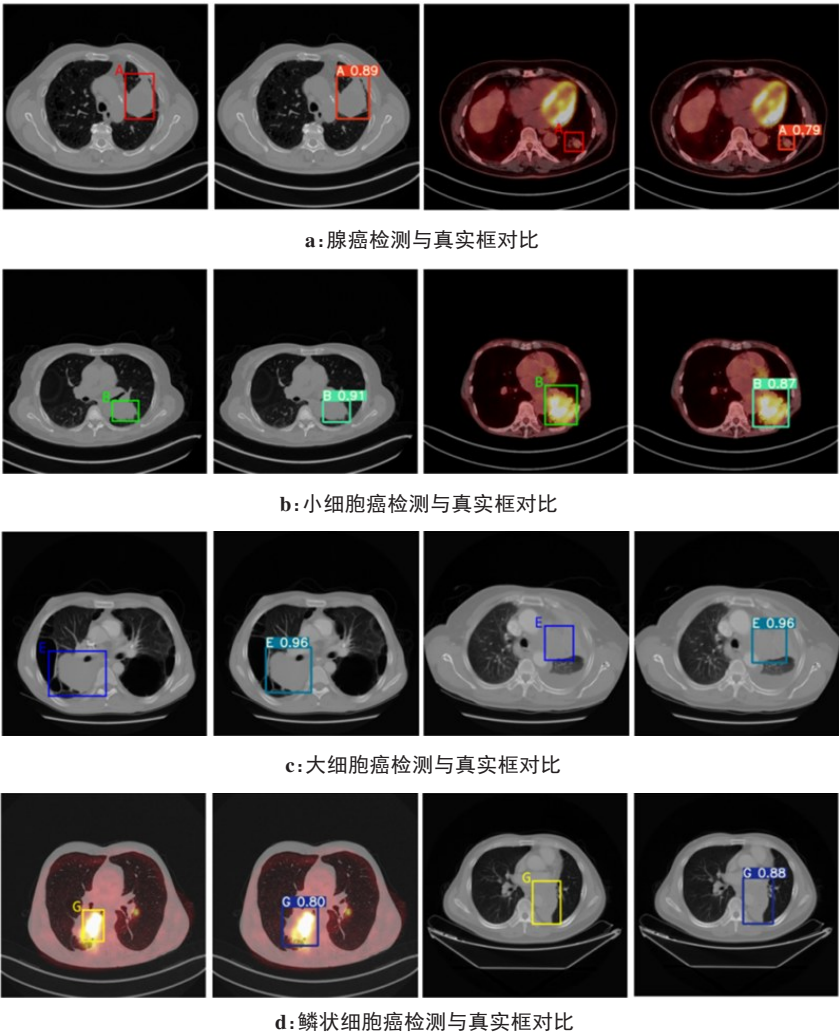 A A 0.89 A A 0.79
a:腺癌检测与真实框对比
B B 0.91 B B 0.87
b:小细胞癌检测与真实框对比
E E 0.96 E E 0.96
c:大细胞癌检测与真实框对比
G G 0.80 G G 0.88
d:鳞状细胞癌检测与真实框对比